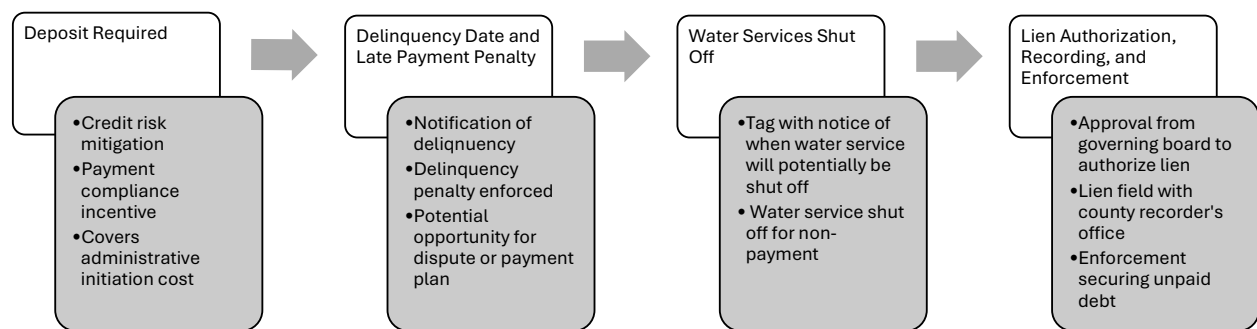 Deposit Required
•Credit risk
mitigation
•Payment
compliance
incentive
•Covers
administrative
initiation cost
Delinquency Date and
Late Payment Penalty
•Notification of
deliqnuency
•Delinquency
penalty enforced
•Potential
opportunity for
dispute or payment
plan
Water Services Shut
Off
•Tag with notice of
when water service
will potentially be
shut off
• Water service shut
off for non-
payment
Lien Authorization,
Recording, and
Enforcement
•Approval from
governing board to
authorize lien
•Lien field with
county recorder's
office
•Enforcement
securing unpaid
debt